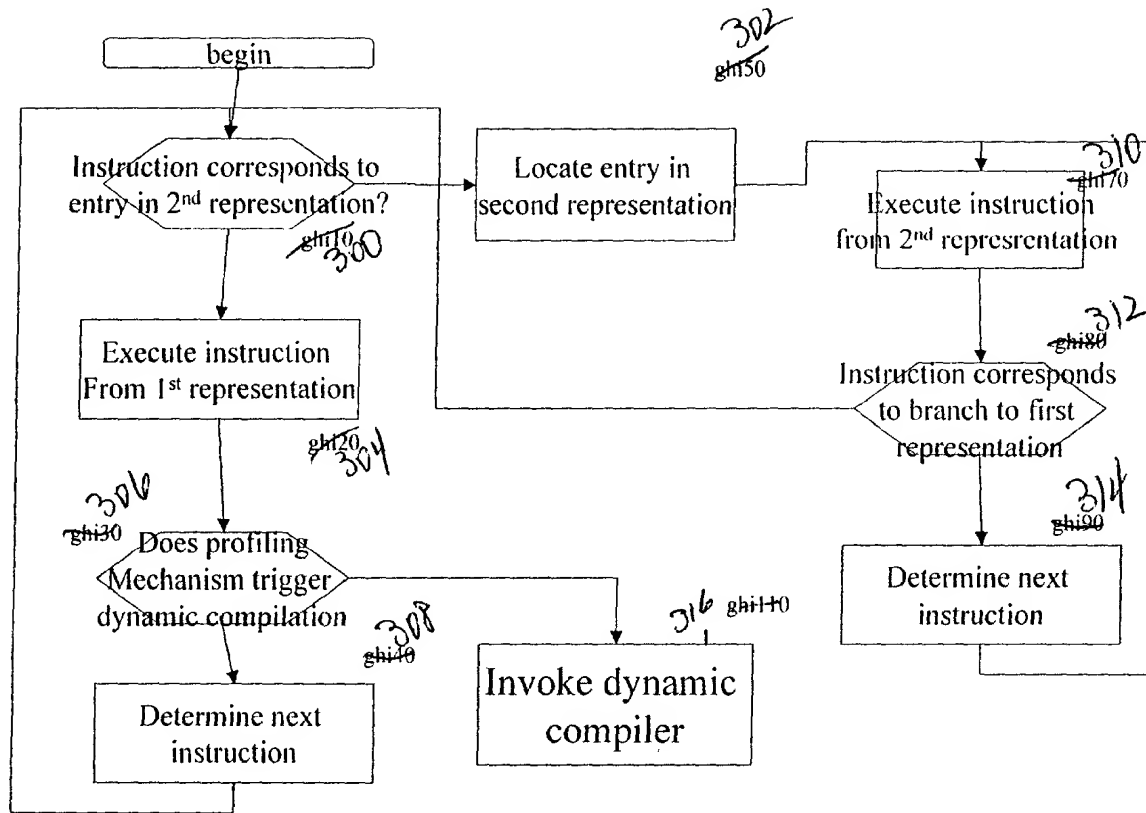 begin
302
ghi50
Instruction corresponds to
entry in 2nd representation?
ghi10
300
Locate entry in
second representation
310
ghi70
Execute instruction
from 2nd represrentation
Execute instruction
From 1st representation
ghi20
304
312
ghi80
Instruction corresponds
to branch to first
representation
306
ghi30
Does profiling
Mechanism trigger
dynamic compilation
308
ghi40
314
ghi90
Determine next
instruction
316 ghi110
Invoke dynamic
compiler
Determine next
instruction